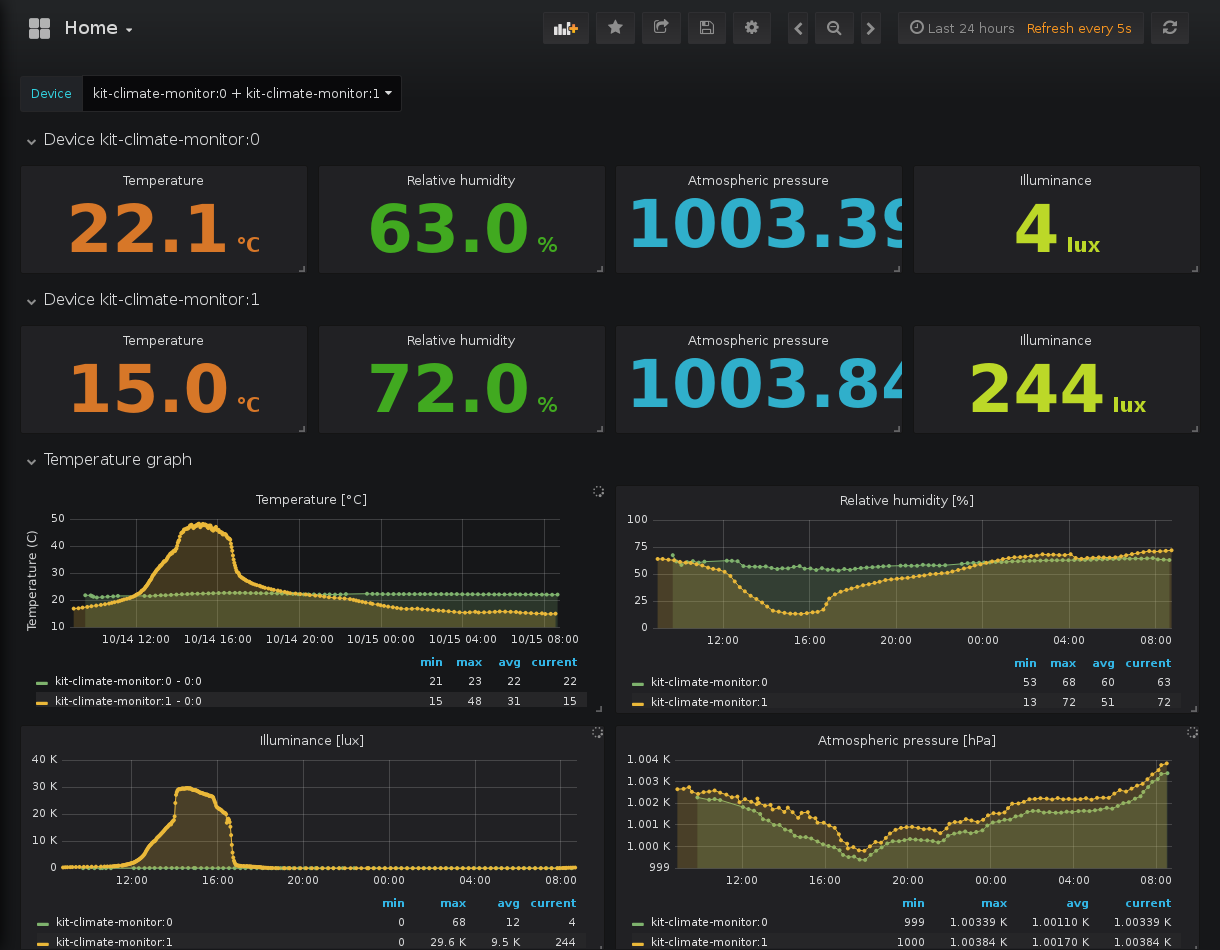 Home
Last 24 hours Refresh every 5s
Device kit-climate-monitor:0 + kit-climate-monitor:1
Device kit-climate-monitor:0
Temperature Relative humidity Atmospheric pressure Illuminance
22.1 °C 63.0 % 1003.39 4 lux
Device kit-climate-monitor:1
Temperature Relative humidity Atmospheric pressure Illuminance
15.0 °C 72.0 % 1003.84 244 lux
Temperature graph
Temperature [°C]
Temperature (C)
50
40
30
20
10
10/14 12:00 10/14 16:00 10/14 20:00 10/15 00:00 10/15 04:00 10/15 08:00
min max avg current
kit-climate-monitor:0 - 0:0 21 23 22 22
kit-climate-monitor:1 - 0:0 15 48 31 15
Relative humidity [%]
100
75
50
25
0
12:00 16:00 20:00 00:00 04:00 08:00
min max avg current
kit-climate-monitor:0 53 68 60 63
kit-climate-monitor:1 13 72 51 72
Illuminance [lux]
40 K
30 K
20 K
10 K
0
12:00 16:00 20:00 00:00 04:00 08:00
min max avg current
kit-climate-monitor:0 0 68 12 4
kit-climate-monitor:1 0 29.6 K 9.5 K 244
Atmospheric pressure [hPa]
1.004 K
1.003 K
1.002 K
1.001 K
1.000 K
999
12:00 16:00 20:00 00:00 04:00 08:00
min max avg current
kit-climate-monitor:0 999 1.00339 K 1.00110 K 1.00339 K
kit-climate-monitor:1 1000 1.00384 K 1.00170 K 1.00384 K